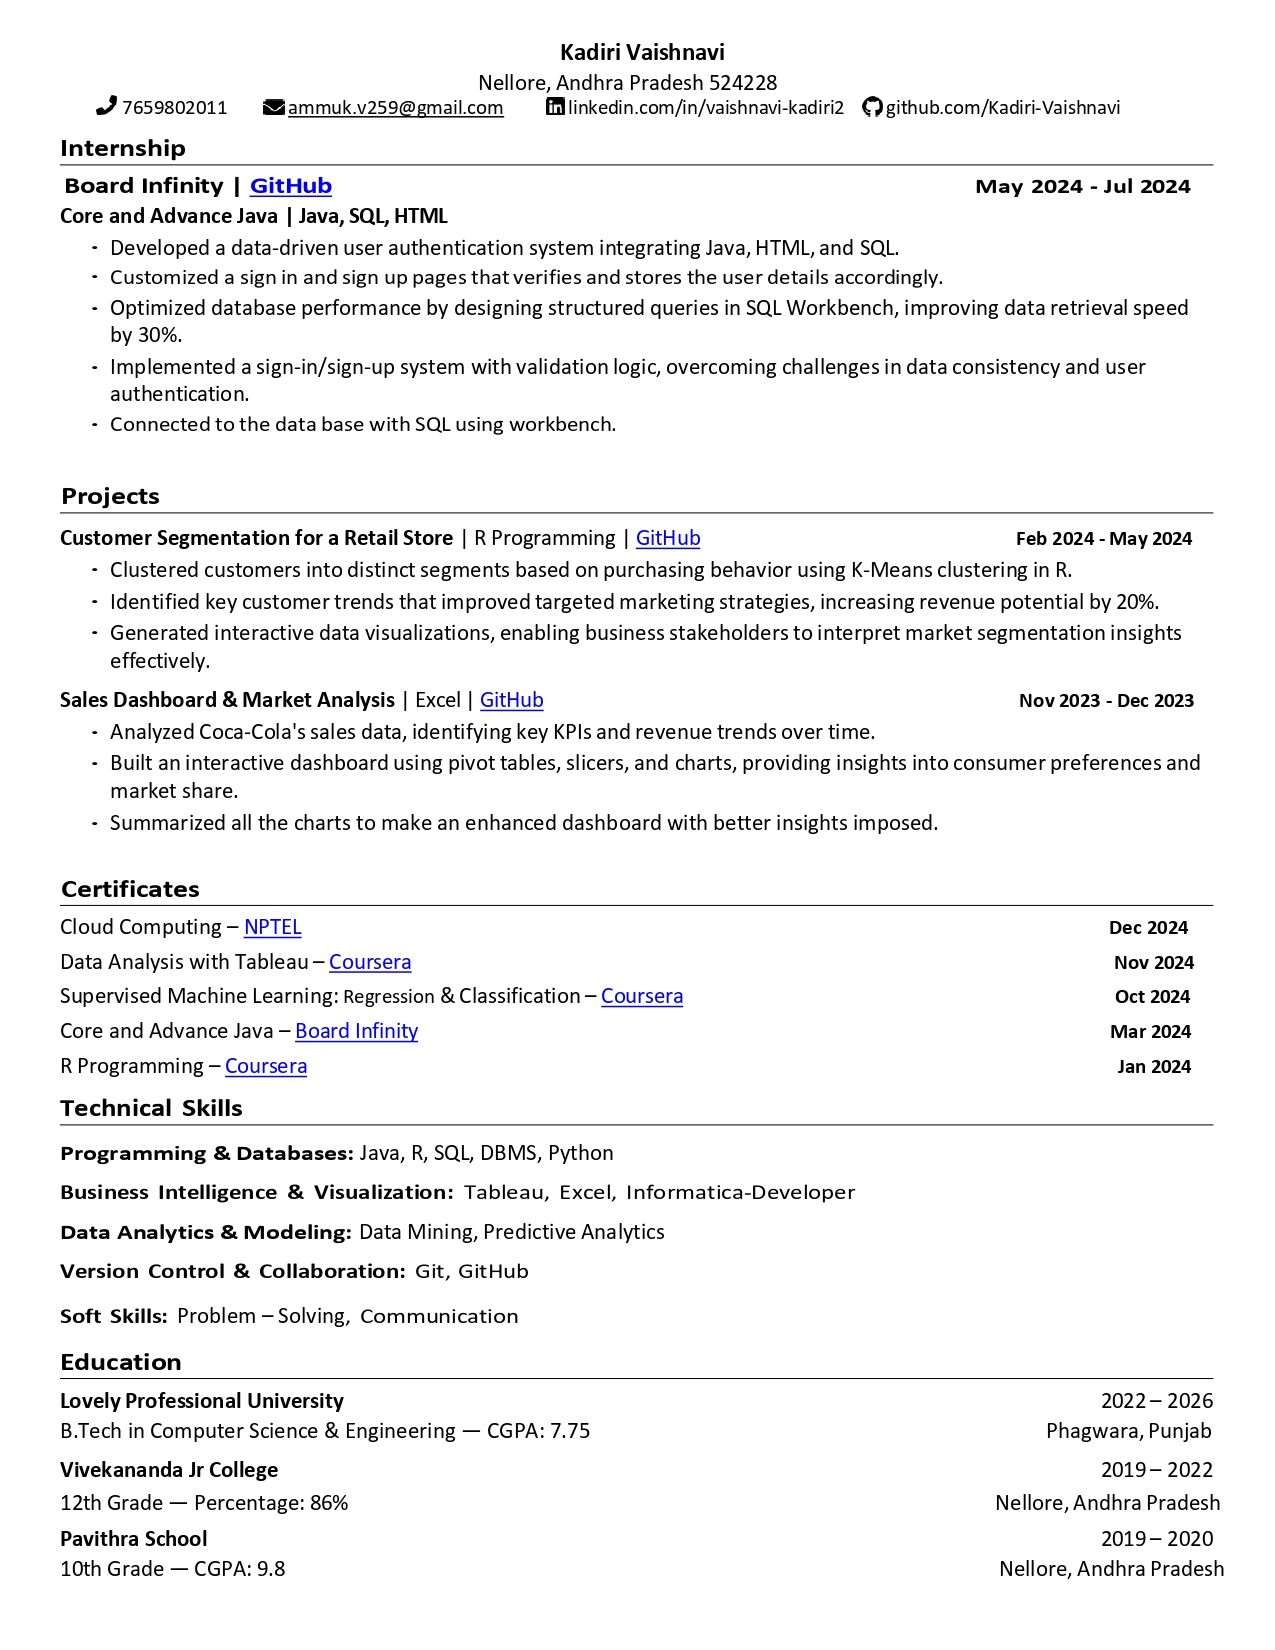 Kadiri Vaishnavi
Nellore, Andhra Pradesh 524228
7659802011 ammuk.v259@gmail.com linkedin.com/in/vaishnavi-kadiri2 github.com/Kadiri-Vaishnavi
Internship
Board Infinity | GitHub May 2024 - Jul 2024
Core and Advance Java | Java, SQL, HTML
- Developed a data-driven user authentication system integrating Java, HTML, and SQL.
- Customized a sign in and sign up pages that verifies and stores the user details accordingly.
- Optimized database performance by designing structured queries in SQL Workbench, improving data retrieval speed
by 30%.
- Implemented a sign-in/sign-up system with validation logic, overcoming challenges in data consistency and user
authentication.
- Connected to the data base with SQL using workbench.
Projects
Customer Segmentation for a Retail Store | R Programming | GitHub Feb 2024 - May 2024
- Clustered customers into distinct segments based on purchasing behavior using K-Means clustering in R.
- Identified key customer trends that improved targeted marketing strategies, increasing revenue potential by 20%.
- Generated interactive data visualizations, enabling business stakeholders to interpret market segmentation insights
effectively.
Sales Dashboard & Market Analysis | Excel | GitHub Nov 2023 - Dec 2023
- Analyzed Coca-Cola's sales data, identifying key KPIs and revenue trends over time.
- Built an interactive dashboard using pivot tables, slicers, and charts, providing insights into consumer preferences and
market share.
- Summarized all the charts to make an enhanced dashboard with better insights imposed.
Certificates
Cloud Computing – NPTEL Dec 2024
Data Analysis with Tableau – Coursera Nov 2024
Supervised Machine Learning: Regression & Classification – Coursera Oct 2024
Core and Advance Java – Board Infinity Mar 2024
R Programming – Coursera Jan 2024
Technical Skills
Programming & Databases: Java, R, SQL, DBMS, Python
Business Intelligence & Visualization: Tableau, Excel, Informatica-Developer
Data Analytics & Modeling: Data Mining, Predictive Analytics
Version Control & Collaboration: Git, GitHub
Soft Skills: Problem – Solving, Communication
Education
Lovely Professional University 2022 – 2026
B.Tech in Computer Science & Engineering — CGPA: 7.75 Phagwara, Punjab
Vivekananda Jr College 2019 – 2022
12th Grade — Percentage: 86% Nellore, Andhra Pradesh
Pavithra School 2019 – 2020
10th Grade — CGPA: 9.8 Nellore, Andhra Pradesh